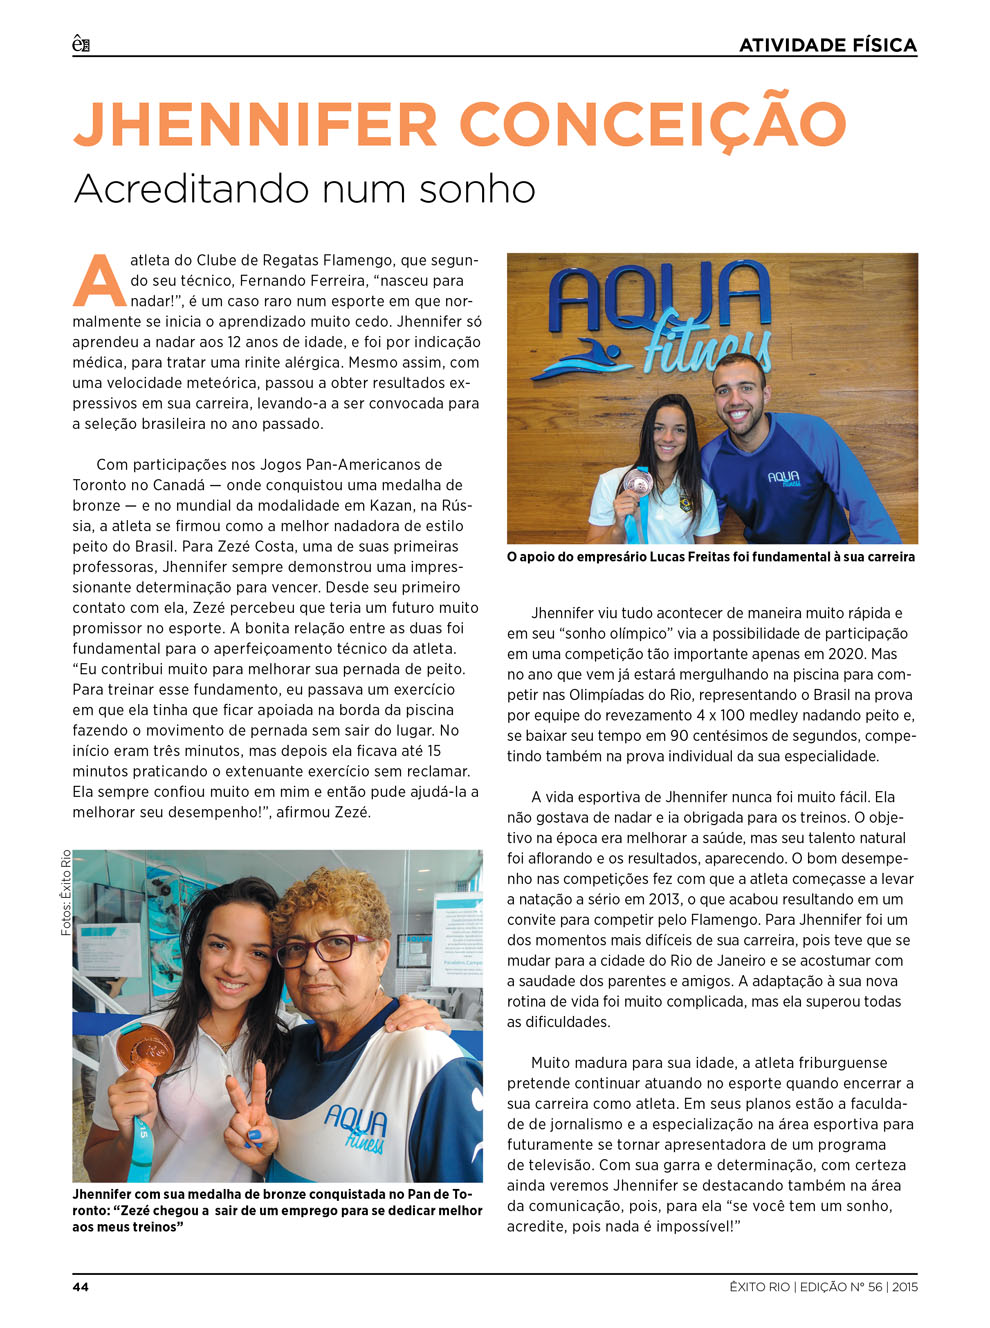 ê
ATIVIDADE FÍSICA
JHENNIFER CONCEIÇÃO
Acreditando num sonho
A atleta do Clube de Regatas Flamengo, que segun-
do seu técnico, Fernando Ferreira, “nasceu para
nadar!”, é um caso raro num esporte em que nor-
malmente se inicia o aprendizado muito cedo. Jhennifer só
aprendeu a nadar aos 12 anos de idade, e foi por indicação
médica, para tratar uma rinite alérgica. Mesmo assim, com
uma velocidade meteórica, passou a obter resultados ex-
pressivos em sua carreira, levando-a a ser convocada para
a seleção brasileira no ano passado.
Com participações nos Jogos Pan-Americanos de
Toronto no Canadá — onde conquistou uma medalha de
bronze — e no mundial da modalidade em Kazan, na Rús-
sia, a atleta se firmou como a melhor nadadora de estilo
peito do Brasil. Para Zezé Costa, uma de suas primeiras
professoras, Jhennifer sempre demonstrou uma impres-
sionante determinação para vencer. Desde seu primeiro
contato com ela, Zezé percebeu que teria um futuro muito
promissor no esporte. A bonita relação entre as duas foi
fundamental para o aperfeiçoamento técnico da atleta.
“Eu contribui muito para melhorar sua pernada de peito.
Para treinar esse fundamento, eu passava um exercício
em que ela tinha que ficar apoiada na borda da piscina
fazendo o movimento de pernada sem sair do lugar. No
início eram três minutos, mas depois ela ficava até 15
minutos praticando o extenuante exercício sem reclamar.
Ela sempre confiou muito em mim e então pude ajudá-la a
melhorar seu desempenho!”, afirmou Zezé.
Fotos: Êxito Rio
AQUA
fitness
2015
Jhennifer com sua medalha de bronze conquistada no Pan de To-
ronto: “Zezé chegou a sair de um emprego para se dedicar melhor
aos meus treinos”
AQUA
fitness
AQUA
fitness
O apoio do empresário Lucas Freitas foi fundamental à sua carreira
Jhennifer viu tudo acontecer de maneira muito rápida e
em seu “sonho olímpico” via a possibilidade de participação
em uma competição tão importante apenas em 2020. Mas
no ano que vem já estará mergulhando na piscina para com-
petir nas Olimpíadas do Rio, representando o Brasil na prova
por equipe do revezamento 4 x 100 medley nadando peito e,
se baixar seu tempo em 90 centésimos de segundos, compe-
tindo também na prova individual da sua especialidade.
A vida esportiva de Jhennifer nunca foi muito fácil. Ela
não gostava de nadar e ia obrigada para os treinos. O obje-
tivo na época era melhorar a saúde, mas seu talento natural
foi aflorando e os resultados, aparecendo. O bom desempe-
nho nas competições fez com que a atleta começasse a levar
a natação a sério em 2013, o que acabou resultando em um
convite para competir pelo Flamengo. Para Jhennifer foi um
dos momentos mais difíceis de sua carreira, pois teve que se
mudar para a cidade do Rio de Janeiro e se acostumar com
a saudade dos parentes e amigos. A adaptação à sua nova
rotina de vida foi muito complicada, mas ela superou todas
as dificuldades.
Muito madura para sua idade, a atleta friburguense
pretende continuar atuando no esporte quando encerrar a
sua carreira como atleta. Em seus planos estão a faculda-
de de jornalismo e a especialização na área esportiva para
futuramente se tornar apresentadora de um programa
de televisão. Com sua garra e determinação, com certeza
ainda veremos Jhennifer se destacando também na área
da comunicação, pois, para ela “se você tem um sonho,
acredite, pois nada é impossível!”
44
ÊXITO RIO | EDIÇÃO Nº 56 | 2015